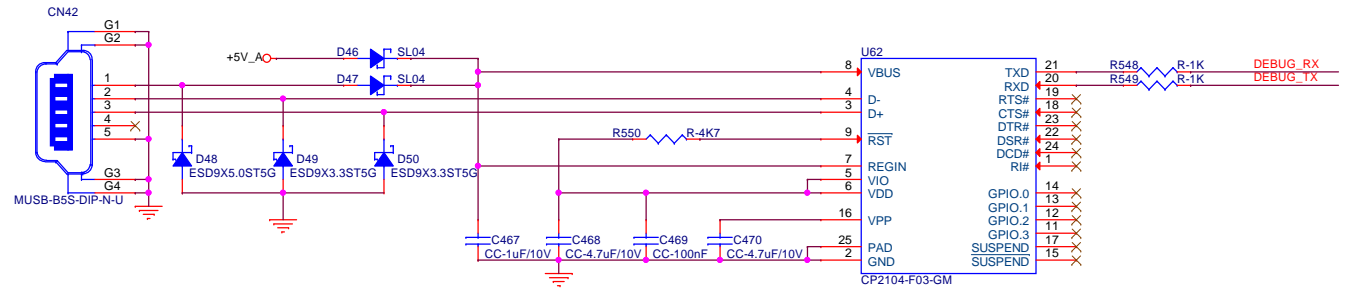 CN42
G1
G2
1
2
3
4
5
G3
G4
MUSB-B5S-DIP-N-U
+5V_A
D46
SL04
D47
SL04
D48
ESD9X5.0ST5G
D49
ESD9X3.3ST5G
D50
ESD9X3.3ST5G
R550
R-4K7
C467
CC-1uF/10V
C468
CC-4.7uF/10V
C469
CC-100nF
C470
CC-4.7uF/10V
U62
8 VBUS
4 D-
3 D+
9 RST
7 REGIN
5 VIO
6 VDD
16 VPP
25 PAD
2 GND
TXD 21
RXD 20
RTS# 19
CTS# 18
DTR# 23
DSR# 22
DCD# 24
RI# 1
GPIO.0 14
GPIO.1 13
GPIO.2 12
GPIO.3 11
SUSPEND 17
SUSPEND 15
CP2104-F03-GM
R548 R-1K DEBUG_RX
R549 R-1K DEBUG_TX